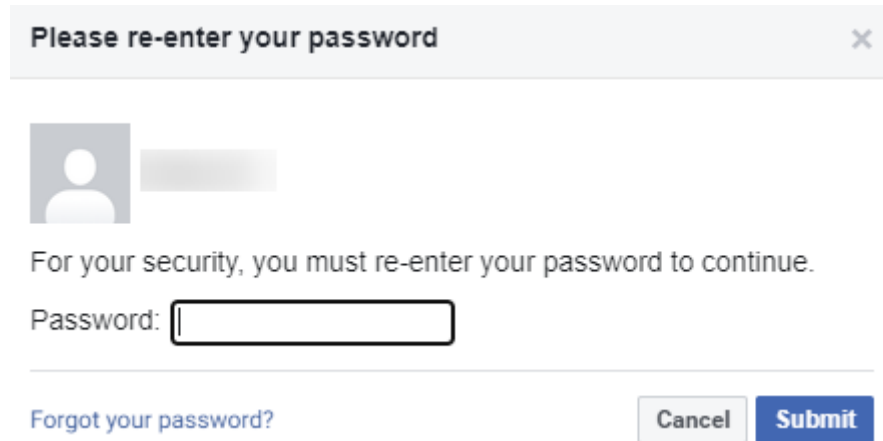 Please re-enter your password
For your security, you must re-enter your password to continue.
Password:
Forgot your password?
Cancel
Submit